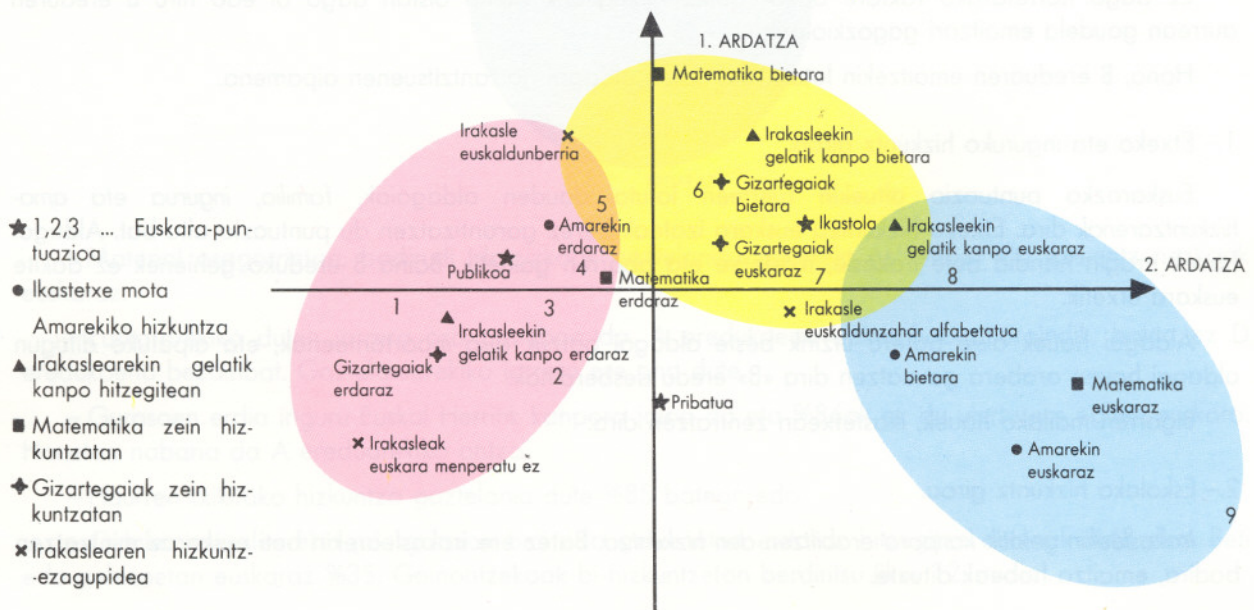 1. ARDATZA
Matematika bietara
Irakasle
euskaldunberria
Irakasleekin
gelatik kanpo bietara
6
Gizartegaiak
bietara
5
1,2,3 ... Euskara-pun-
tuazioa
Amarekin
erdaraz
Ikastola
Irakasleekin
gelatik kanpo euskaraz
Gizartegaiak
euskaraz
Publikoa
4
Matematika
erdaraz
7
8
2. ARDATZA
Ikastetxe mota
1
3
Irakasle
euskaldunzahar alfabetatua
Amarekiko hizkuntza
Irakaslearekin gelatik
kanpo hitzegitean
Irakasleekin
gelatik kanpo erdaraz
Gizartegaiak
erdaraz
2
Amarekin
bietara
Matematika
euskaraz
Pribatua
Matematika zein hiz-
kuntzatan
Irakasleak
euskara menperatu ez
Amarekin
euskaraz
Gizartegaiak zein hiz-
kuntzatan
9
Irakaslearen hizkuntz-
-ezagupidea